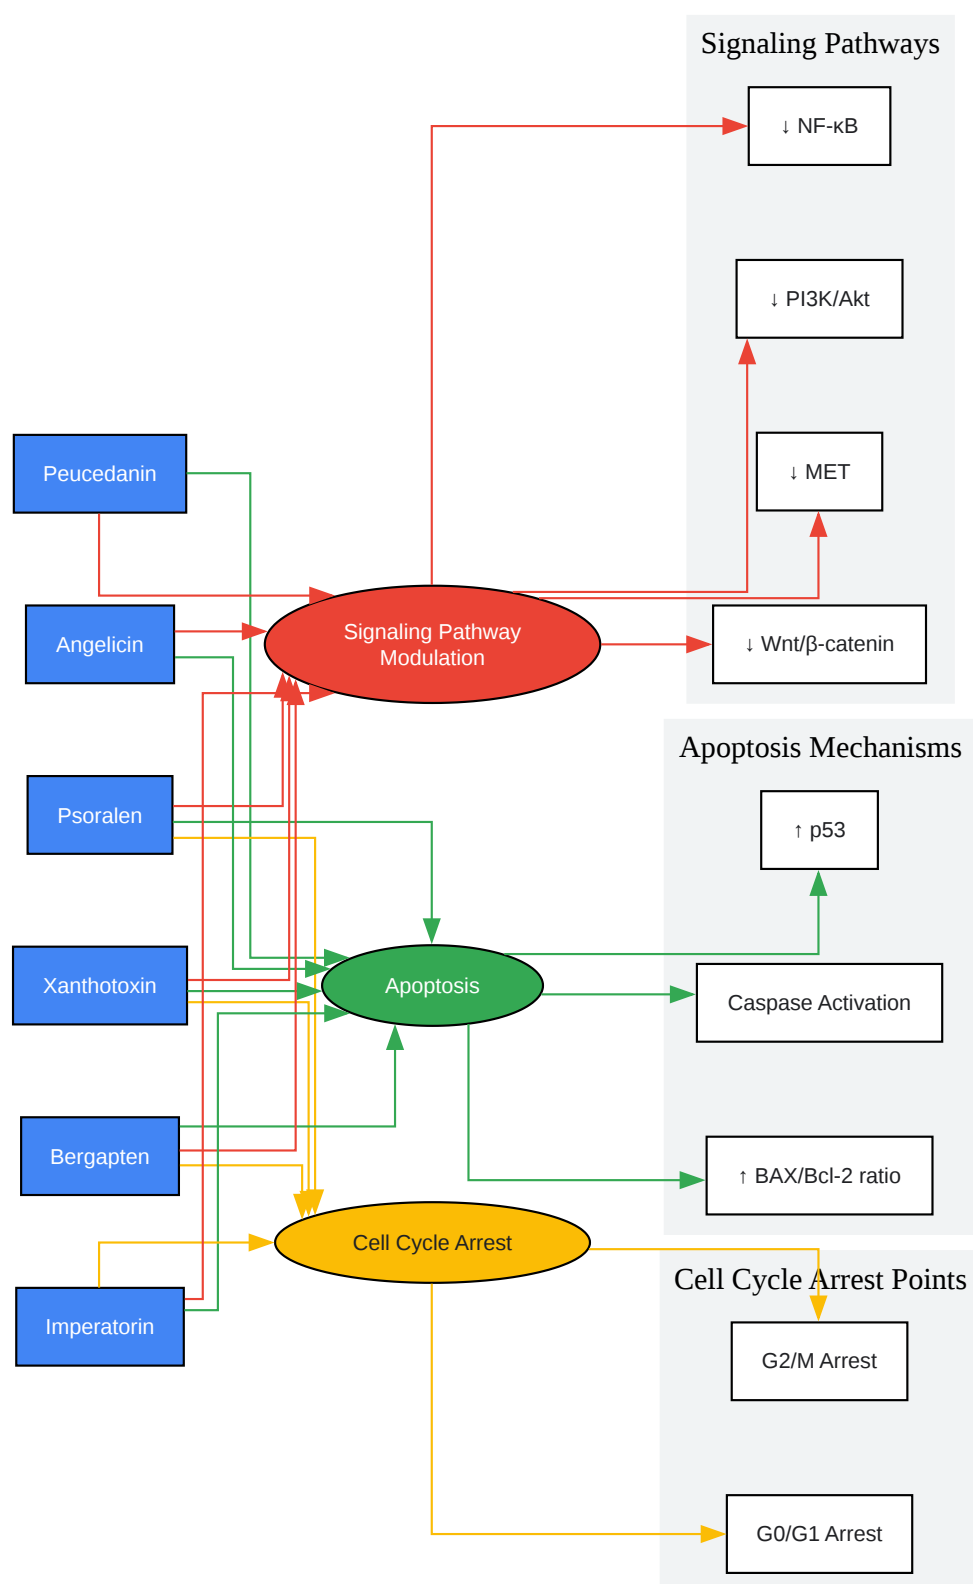 Signaling Pathways
↓ NF-κB
↓ PI3K/Akt
↓ MET
↓ Wnt/β-catenin
Peucedanin
Angelicin
Psoralen
Xanthotoxin
Bergapten
Imperatorin
Signaling Pathway
Modulation
Apoptosis
Cell Cycle Arrest
Apoptosis Mechanisms
↑ p53
Caspase Activation
↑ BAX/Bcl-2 ratio
Cell Cycle Arrest Points
G2/M Arrest
G0/G1 Arrest